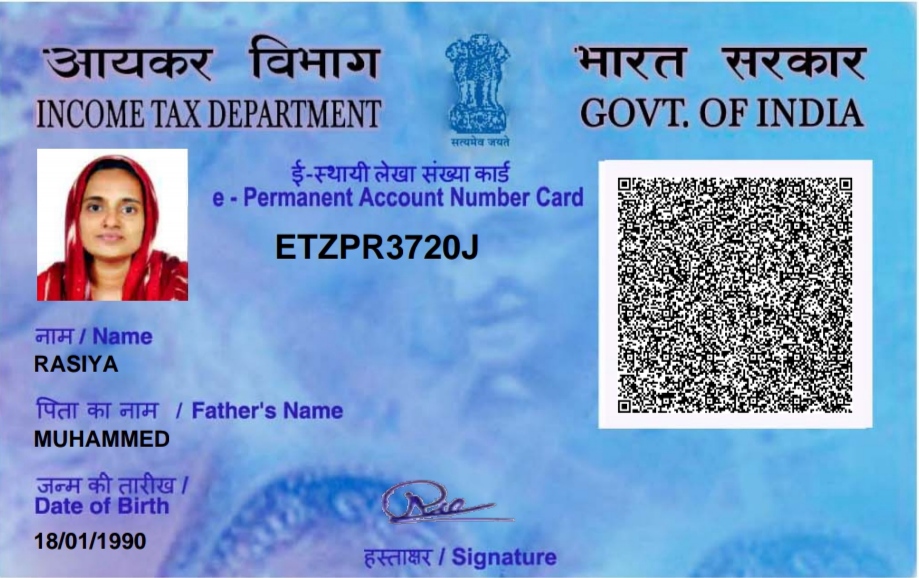 आयकर विभाग
INCOME TAX DEPARTMENT
सत्यमेव जयते
भारत सरकार
GOVT. OF INDIA
ई-स्थायी लेखा संख्या कार्ड
e - Permanent Account Number Card
ETZPR3720J
नाम / Name
RASIYA
पिता का नाम / Father's Name
MUHAMMED
जन्म की तारीख /
Date of Birth
18/01/1990
हस्ताक्षर / Signature